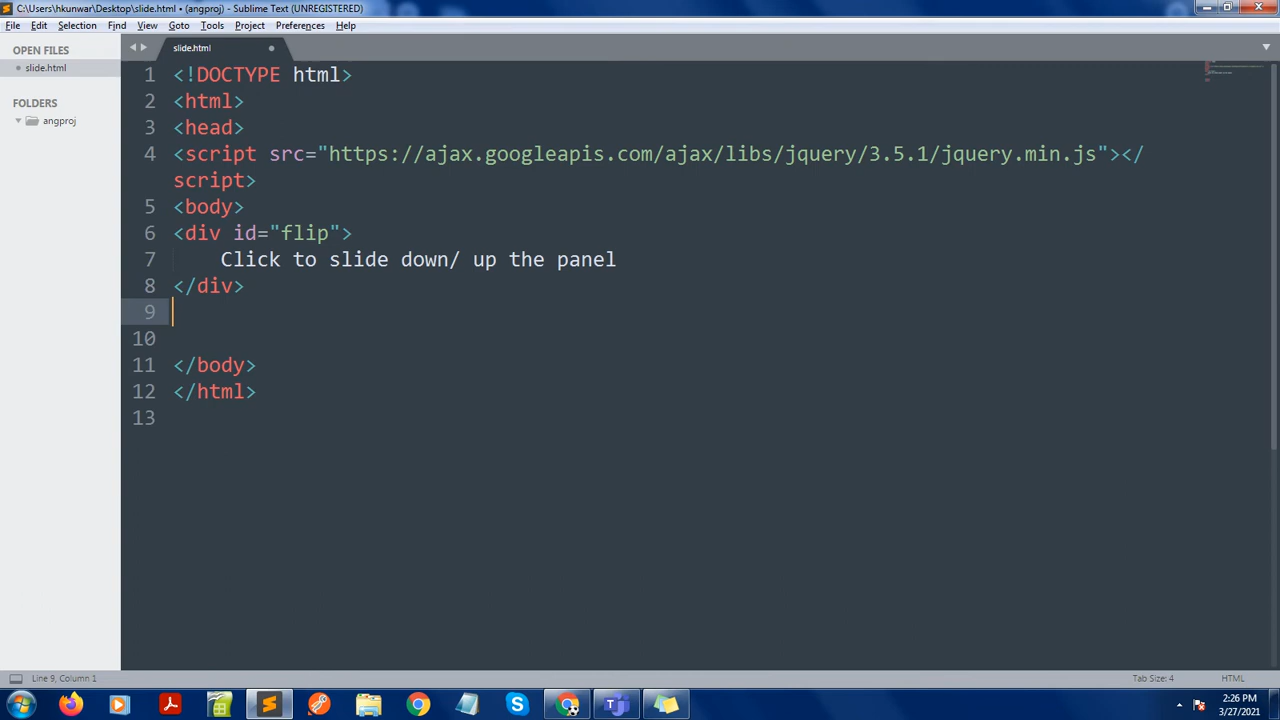 C:\Users\hkunwar\Desktop\slide.html • (angproj) - Sublime Text (UNREGISTERED)
File Edit Selection Find View Goto Tools Project Preferences Help
OPEN FILES
slide.html
FOLDERS
angproj
slide.html
1 <!DOCTYPE html>
2 <html>
3 <head>
4 <script src="https://ajax.googleapis.com/ajax/libs/jquery/3.5.1/jquery.min.js"></
script>
5 <body>
6 <div id="flip">
7 Click to slide down/ up the panel
8 </div>
9
10
11 </body>
12 </html>
13
Line 9, Column 1
Tab Size: 4
HTML
2:26 PM
3/27/2021